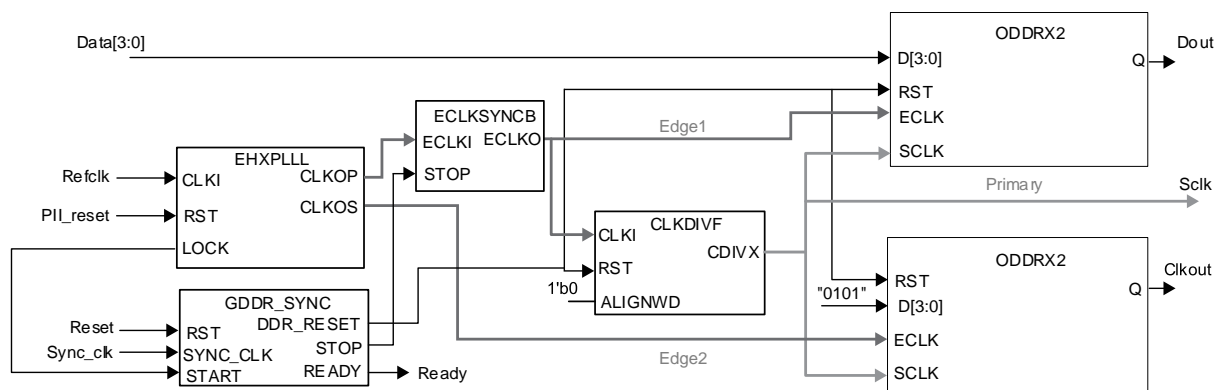 Data[3:0]
ODDRX2
D[3:0]
Q
Dout
RST
ECLK
SCLK
ECLKSYNCB
ECLKI
ECLKO
STOP
Edge1
EHXPLLL
Refclk
CLKI
CLKOP
Pll_reset
RST
CLKOS
LOCK
Primary
Sclk
CLKDIVF
CLKI
CDIVX
RST
1'b0
ALIGNWD
ODDRX2
RST
Q
Clkout
"0101"
D[3:0]
ECLK
SCLK
Edge2
GDDR_SYNC
Reset
RST
DDR_RESET
Sync_clk
SYNC_CLK
STOP
START
READY
Ready